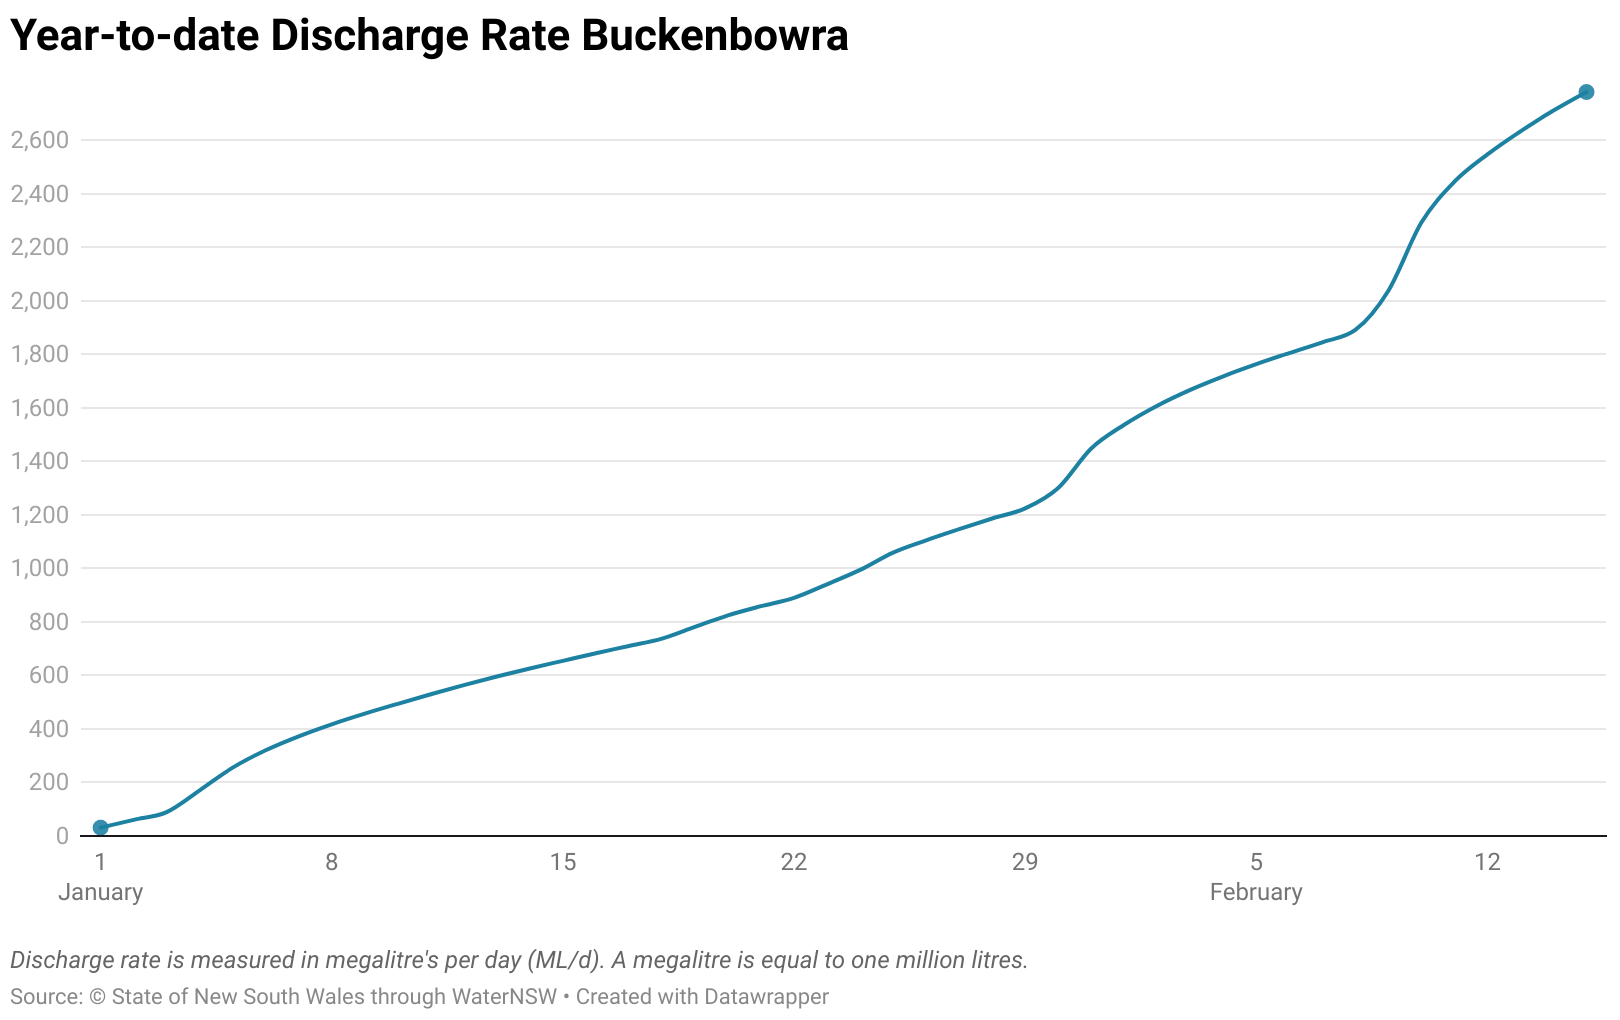 Year-to-date Discharge Rate Buckenbowra
2,600
2,400
2,200
2,000
1,800
1,600
1,400
1,200
1,000
800
600
400
200
0
1 8 15 22 29 5 12
January February
Discharge rate is measured in megalitre's per day (ML/d). A megalitre is equal to one million litres.
Source: © State of New South Wales through WaterNSW • Created with Datawrapper